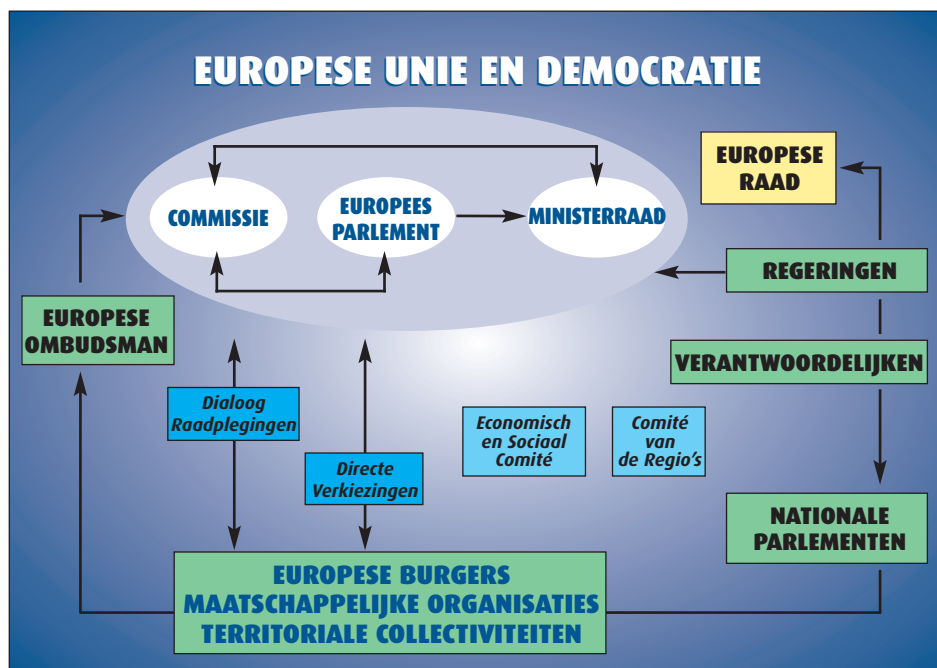 EUROPESE UNIE EN DEMOCRATIE
EUROPESE
RAAD
COMMISSIE
EUROPEES
PARLEMENT
MINISTERRAAD
REGERINGEN
EUROPESE
OMBUDSMAN
VERANTWOORDELIJKEN
Dialoog
Raadplegingen
Economisch
en Sociaal
Comité
Comité
van
de Regio's
Directe
Verkiezingen
NATIONALE
PARLEMENTEN
EUROPESE BURGERS
MAATSCHAPPELIJKE ORGANISATIES
TERRITORIALE COLLECTIVITEITEN